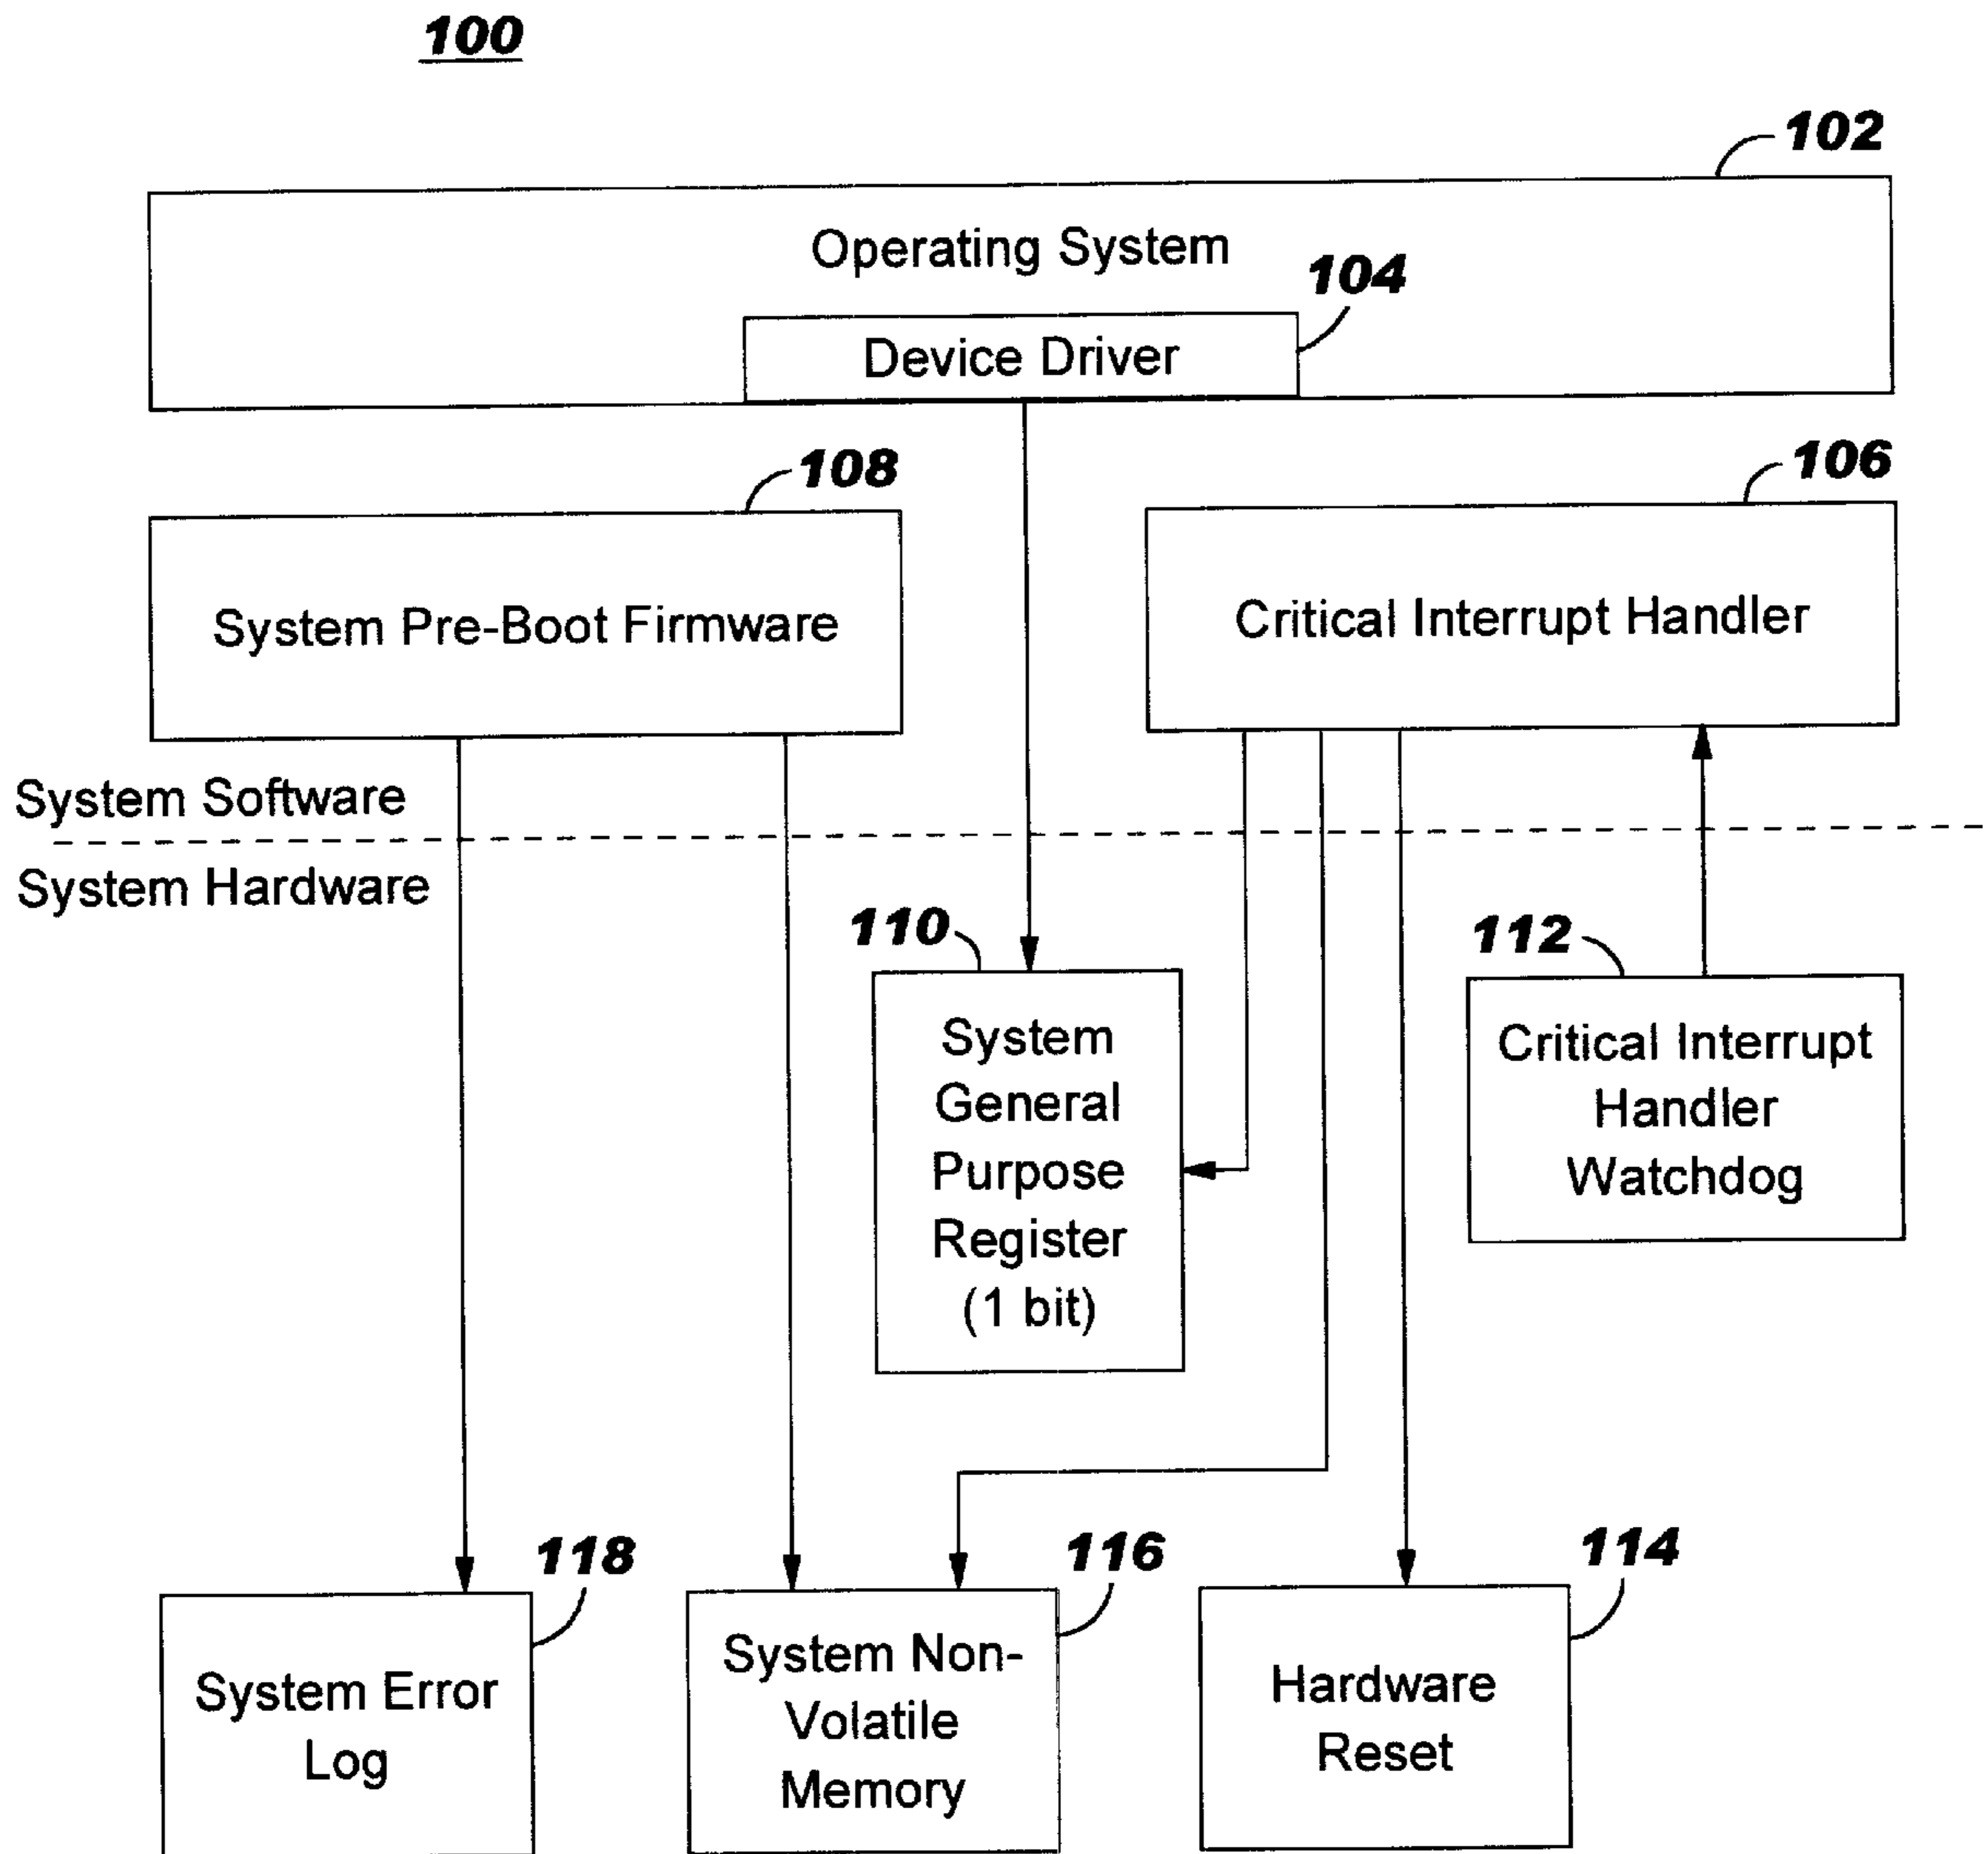 100
102
Operating System
104
Device Driver
108
106
System Pre-Boot Firmware
Critical Interrupt Handler
System Software
System Hardware
110
112
System
General
Purpose
Register
(1 bit)
Critical Interrupt
Handler
Watchdog
118
116
114
System Error
Log
System Non-
Volatile
Memory
Hardware
Reset